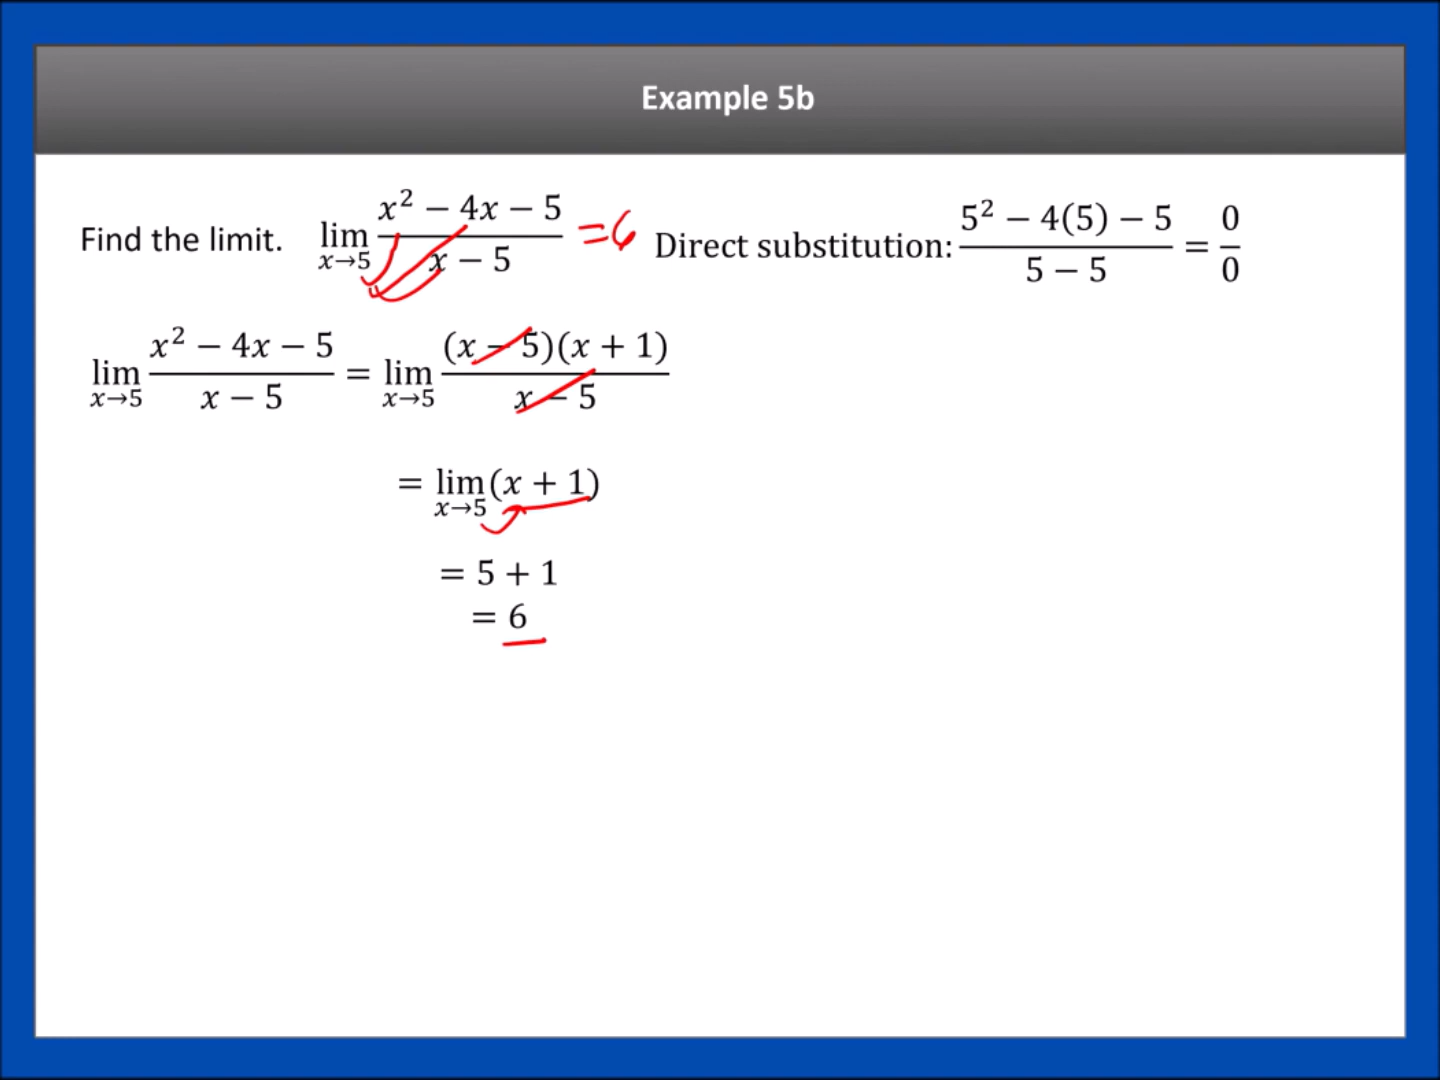 Example 5b
Find the limit. lim x→5 (x² − 4x − 5)/(x − 5) = 6 Direct substitution: (5² − 4(5) − 5)/(5 − 5) = 0/0
lim x→5 (x² − 4x − 5)/(x − 5) = lim x→5 ((x − 5)(x + 1))/(x − 5)
= lim x→5 (x + 1)
= 5 + 1
= 6